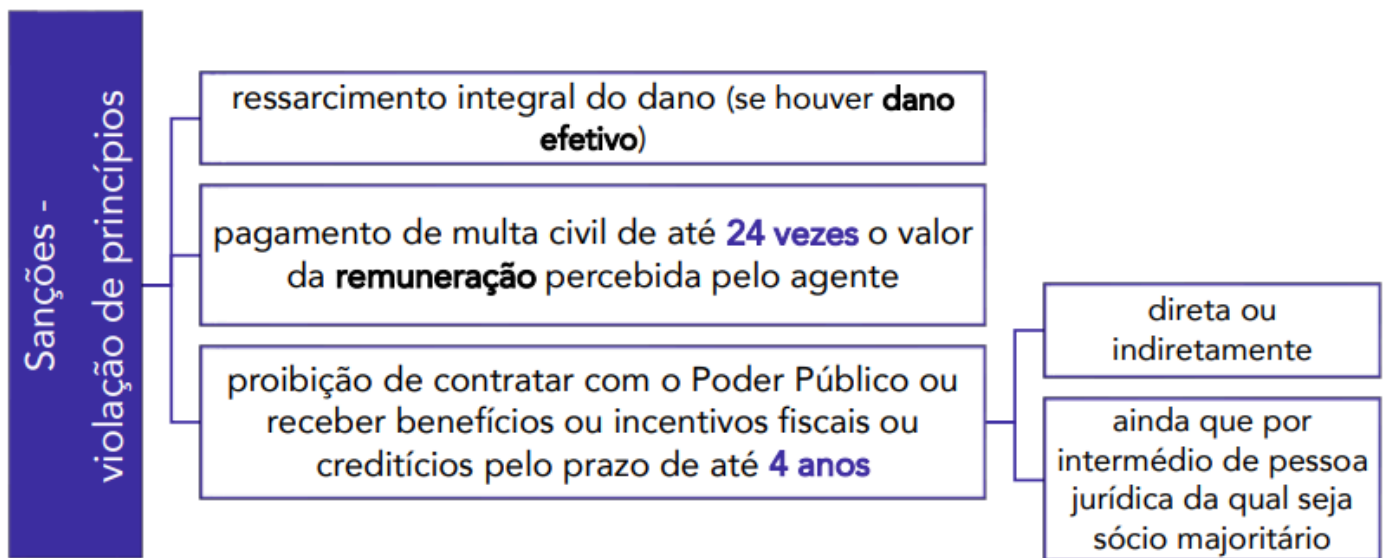 Sanções -
violação de princípios
ressarcimento integral do dano (se houver dano
efetivo)
pagamento de multa civil de até 24 vezes o valor
da remuneração percebida pelo agente
proibição de contratar com o Poder Público ou
receber benefícios ou incentivos fiscais ou
creditícios pelo prazo de até 4 anos
direta ou
indiretamente
ainda que por
intermédio de pessoa
jurídica da qual seja
sócio majoritário